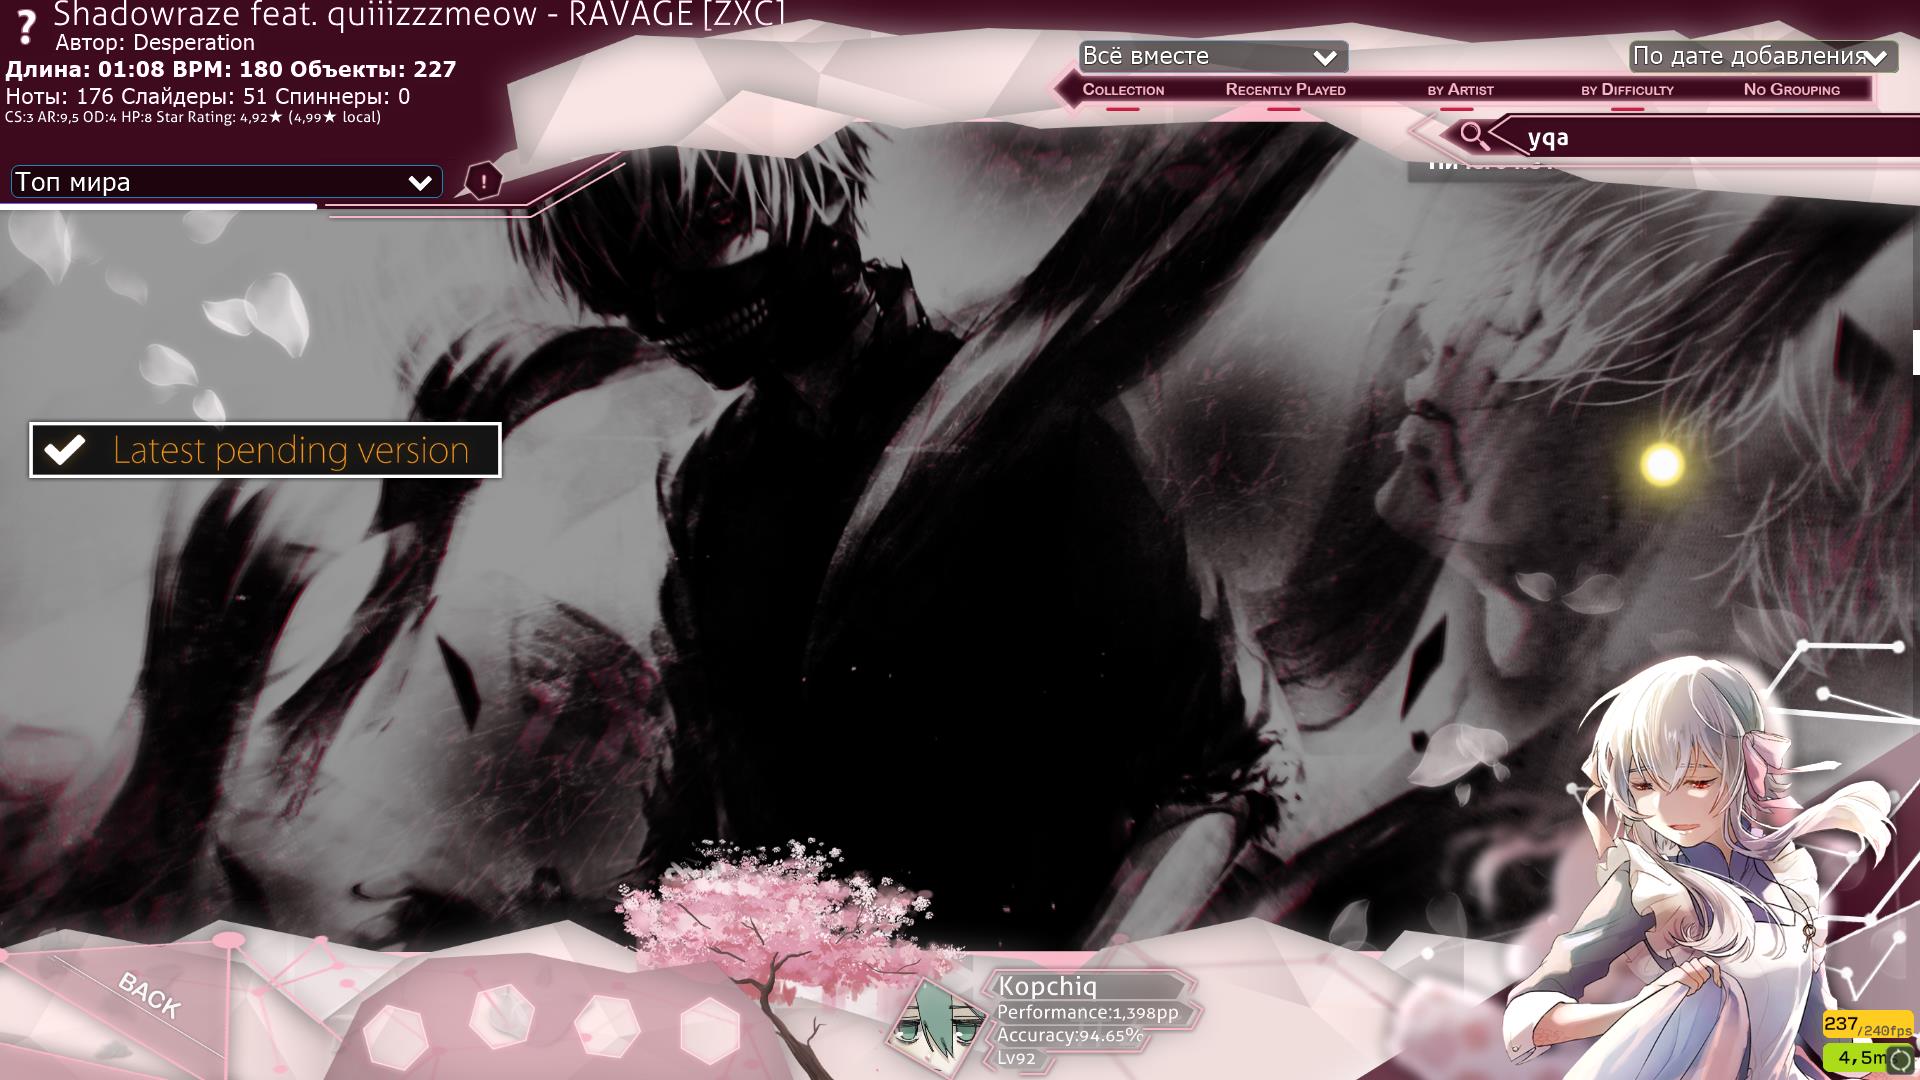 ?
Shadowraze feat. quiiizzzmeow - RAVAGE [ZXC]
Автор: Desperation
Длина: 01:08 BPM: 180 Объекты: 227
Ноты: 176 Слайдеры: 51 Спиннеры: 0
CS:3 AR:9,5 OD:4 HP:8 Star Rating: 4,92★ (4,99★ local)
Всё вместе
По дате добавления
COLLECTION RECENTLY PLAYED BY ARTIST BY DIFFICULTY NO GROUPING
yqa
Топ мира
!
Latest pending version
BACK
Kopchiq
Performance:1,398pp
Accuracy:94.65%
Lv92
237/240fps
4,5m